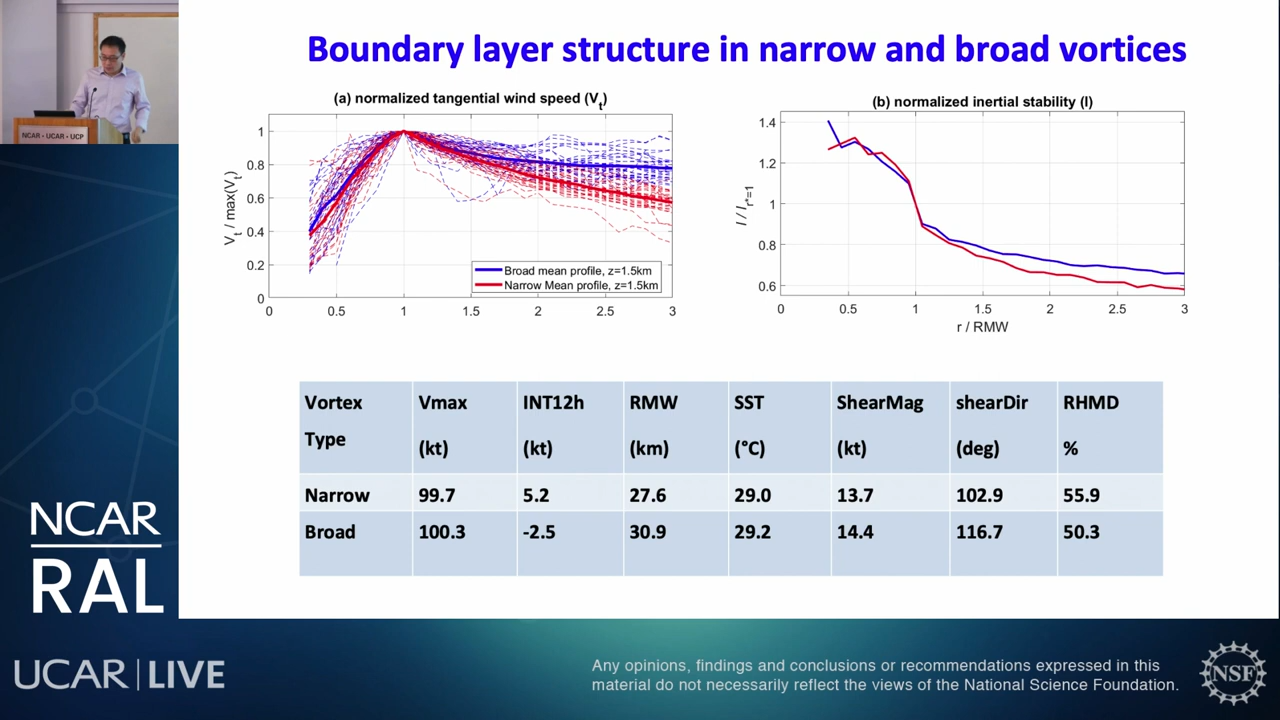 Boundary layer structure in narrow and broad vortices
(a) normalized tangential wind speed (Vt)
Vt / max(Vt)
1
0.8
0.6
0.4
0.2
0
0 0.5 1 1.5 2 2.5 3
Broad mean profile, z=1.5km
Narrow Mean profile, z=1.5km
(b) normalized inertial stability (I)
I / Ir*=1
1.4
1.2
1
0.8
0.6
0 0.5 1 1.5 2 2.5 3
r / RMW
Vortex Type Vmax (kt) INT12h (kt) RMW (km) SST (°C) ShearMag (kt) shearDir (deg) RHMD %
Narrow 99.7 5.2 27.6 29.0 13.7 102.9 55.9
Broad 100.3 -2.5 30.9 29.2 14.4 116.7 50.3
NCAR • UCAR • UCP
NCAR
RAL
UCAR | LIVE
Any opinions, findings and conclusions or recommendations expressed in this
material do not necessarily reflect the views of the National Science Foundation.
NSF